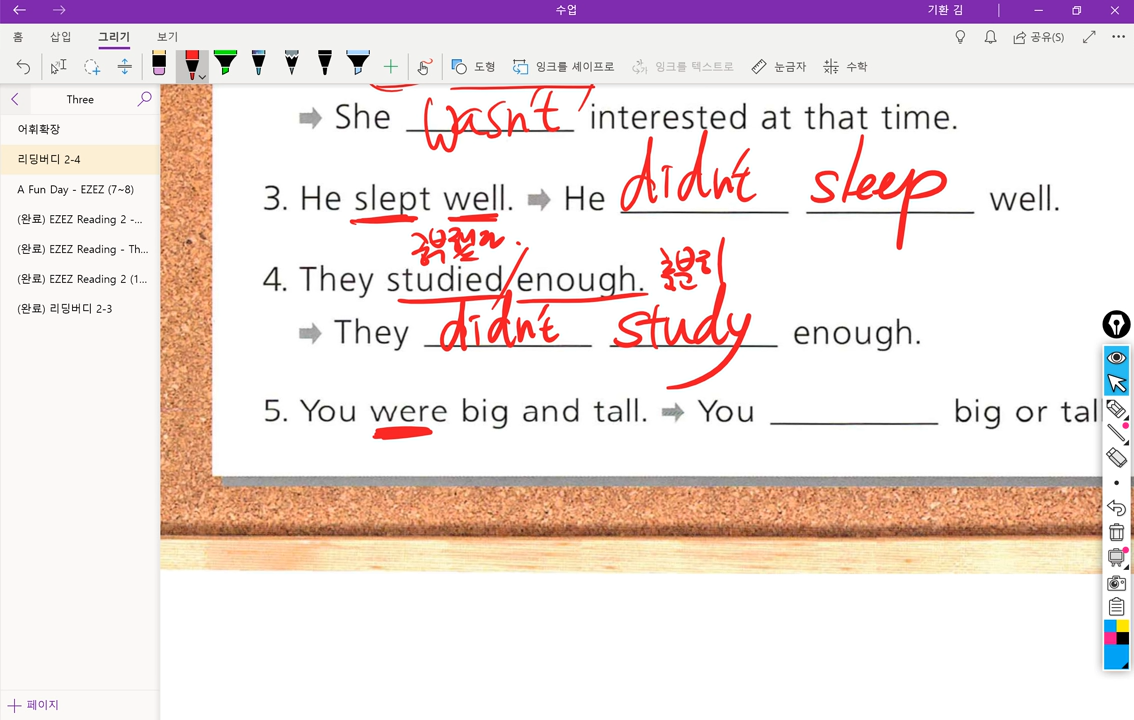 수업
기환 김
홈 삽입 그리기 보기
공유(S)
도형 잉크를 셰이프로 잉크를 텍스트로 눈금자 수학
Three
어휘확장
리딩버디 2-4
A Fun Day - EZEZ (7~8)
(완료) EZEZ Reading 2 -...
(완료) EZEZ Reading - Th...
(완료) EZEZ Reading 2 (1...
(완료) 리딩버디 2-3
페이지
➡ She wasn't interested at that time.
3. He slept well. ➡ He didn't sleep well.
4. They studied enough. 충분히
➡ They didn't study enough.
5. You were big and tall. ➡ You ________ big or tall